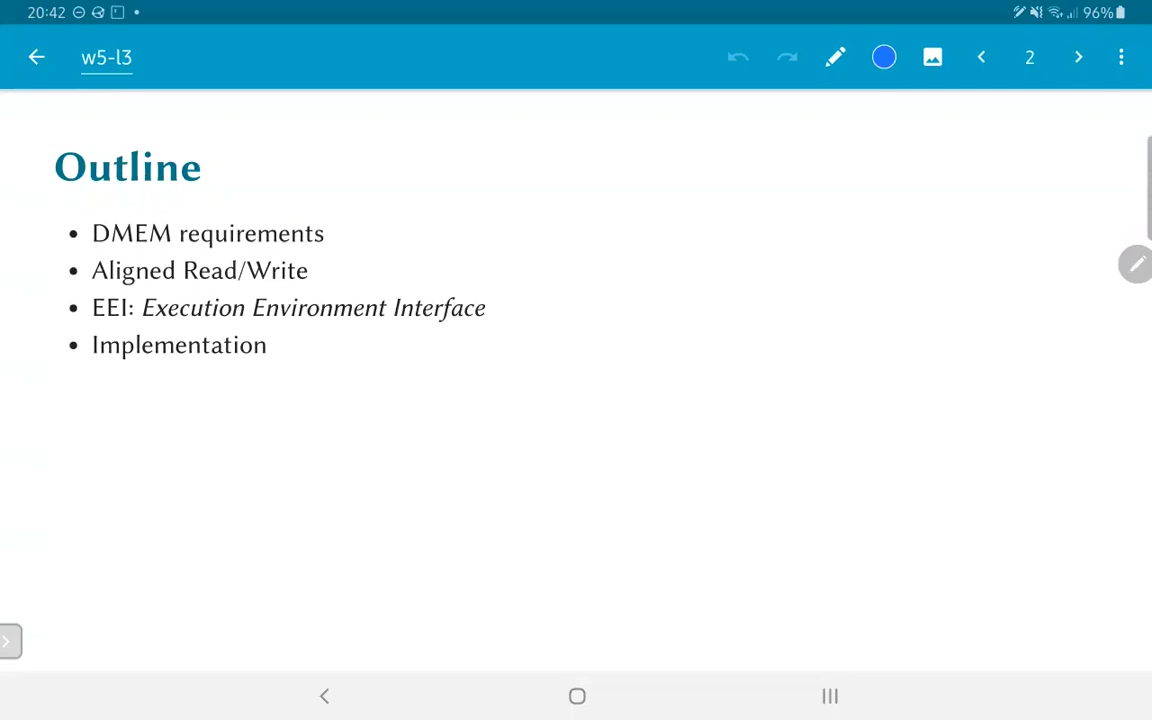 20:42 96%
w5-l3 2
Outline
• DMEM requirements
• Aligned Read/Write
• EEI: Execution Environment Interface
• Implementation